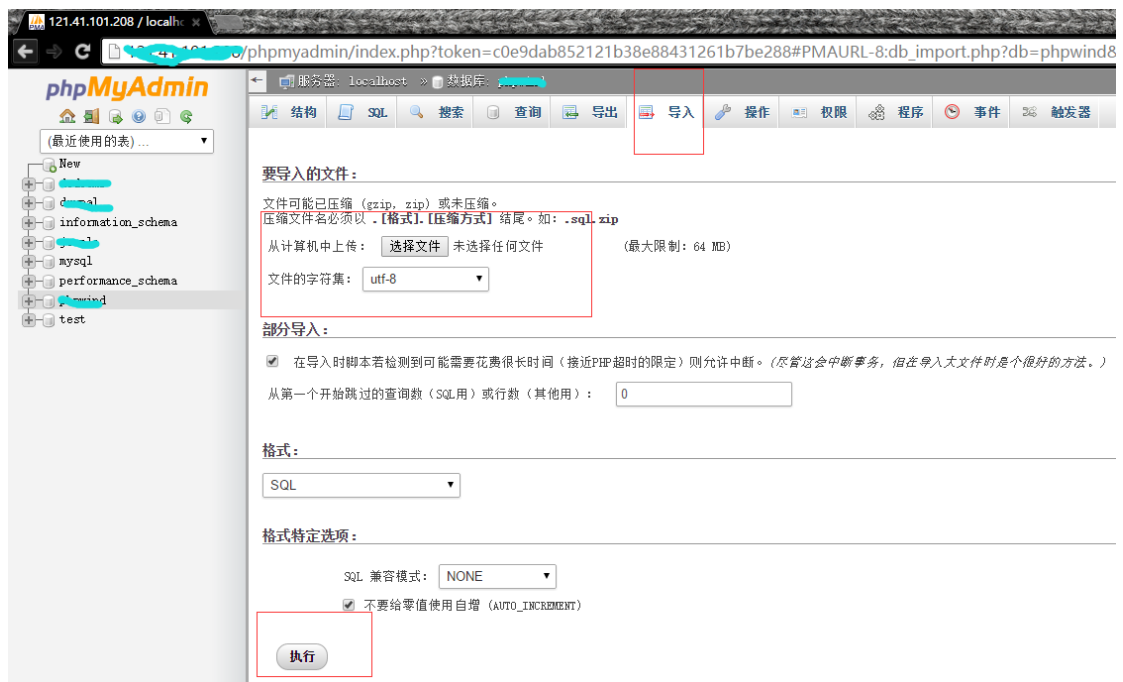 121.41.101.208 / localhc
/phpmyadmin/index.php?token=c0e9dab852121b38e88431261b7be288#PMAURL-8:db_import.php?db=phpwind&
phpMyAdmin
(最近使用的表) ...
New
information_schema
mysql
performance_schema
test
服务器: localhost » 数据库:
结构 SQL 搜索 查询 导出 导入 操作 权限 程序 事件 触发器
要导入的文件:
文件可能已压缩 (gzip, zip) 或未压缩。
压缩文件名必须以 .[格式].[压缩方式] 结尾。如: .sql.zip
从计算机中上传: 选择文件 未选择任何文件 (最大限制: 64 MB)
文件的字符集: utf-8
部分导入:
在导入时脚本若检测到可能需要花费很长时间(接近PHP超时的限定)则允许中断。(尽管这会中断事务,但在导入大文件时是个很好的方法。)
从第一个开始跳过的查询数(SQL用)或行数(其他用): 0
格式:
SQL
格式特定选项:
SQL 兼容模式: NONE
不要给零值使用自增 (AUTO_INCREMENT)
执行